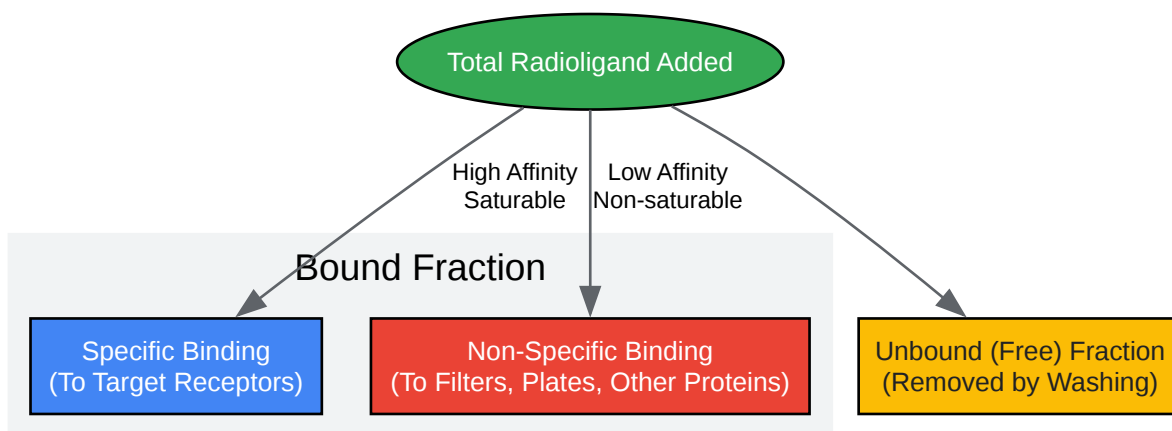 Total Radioligand Added
High Affinity
Saturable
Low Affinity
Non-saturable
Bound Fraction
Specific Binding
(To Target Receptors)
Non-Specific Binding
(To Filters, Plates, Other Proteins)
Unbound (Free) Fraction
(Removed by Washing)